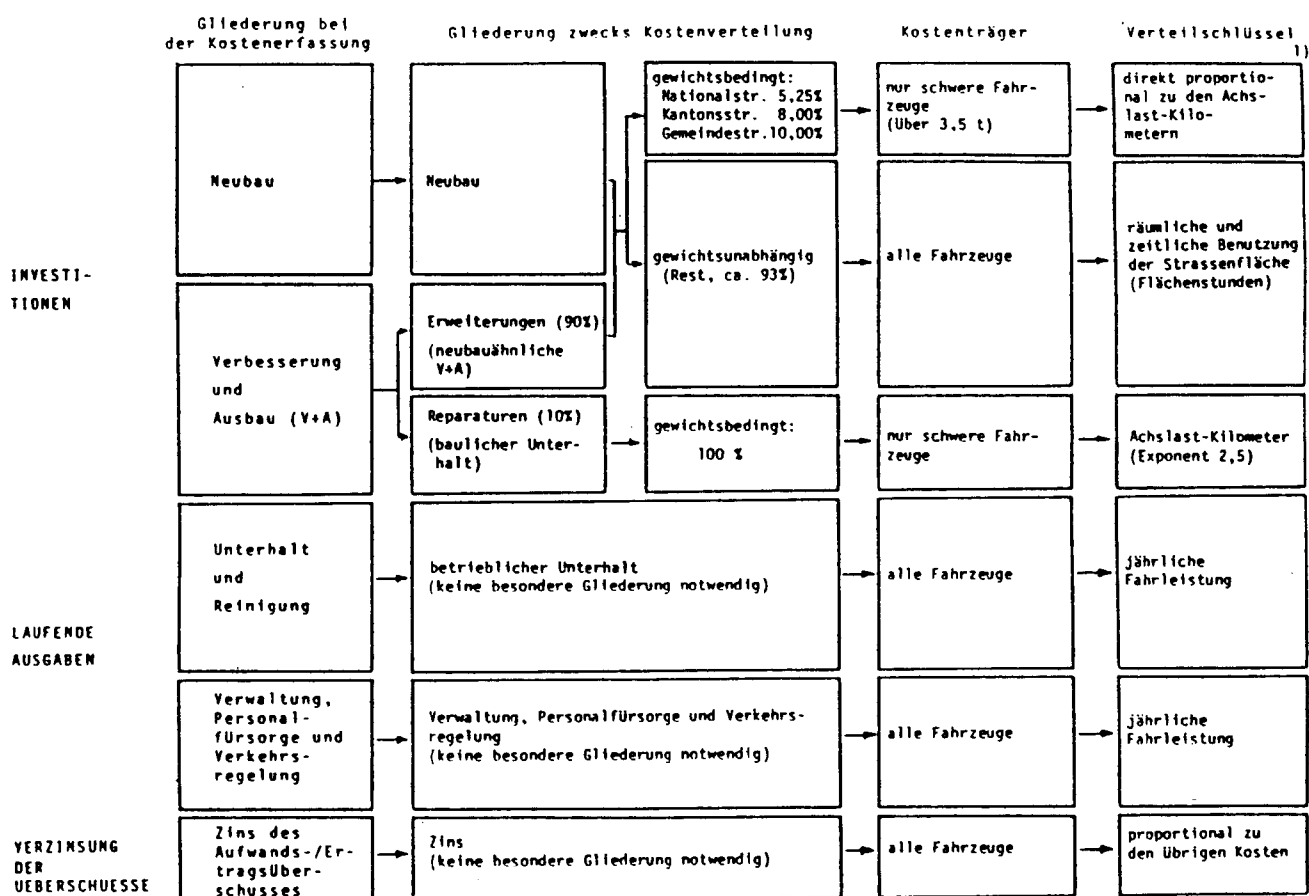 Gliederung bei
der Kostenerfassung
Gliederung zwecks Kostenverteilung
Kostenträger
Verteilschlüssel
1)
INVESTI-
TIONEN
Neubau
Neubau
gewichtsbedingt:
Nationalstr. 5,25%
Kantonsstr. 8,00%
Gemeindestr. 10,00%
nur schwere Fahr-
zeuge
(Über 3.5 t)
direkt proportio-
nal zu den Achs-
last-Kilo-
metern
gewichtsunabhängig
(Rest, ca. 93%)
alle Fahrzeuge
räumliche und
zeitliche Benutzung
der Strassenfläche
(Flächenstunden)
Verbesserung
und
Ausbau (V+A)
Erweiterungen (90%)
(neubauähnliche
V+A)
Reparaturen (10%)
(baulicher Unter-
halt)
gewichtsbedingt:
100 %
nur schwere Fahr-
zeuge
Achslast-Kilometer
(Exponent 2,5)
LAUFENDE
AUSGABEN
Unterhalt
und
Reinigung
betrieblicher Unterhalt
(keine besondere Gliederung notwendig)
alle Fahrzeuge
jährliche
Fahrleistung
Verwaltung,
Personal-
fürsorge und
Verkehrs-
regelung
Verwaltung, Personalfürsorge und Verkehrs-
regelung
(keine besondere Gliederung notwendig)
alle Fahrzeuge
jährliche
Fahrleistung
VERZINSUNG
DER
UEBERSCHUESSE
Zins des
Aufwands-/Er-
tragsüber-
schusses
Zins
(keine besondere Gliederung notwendig)
alle Fahrzeuge
proportional zu
den Übrigen Kosten